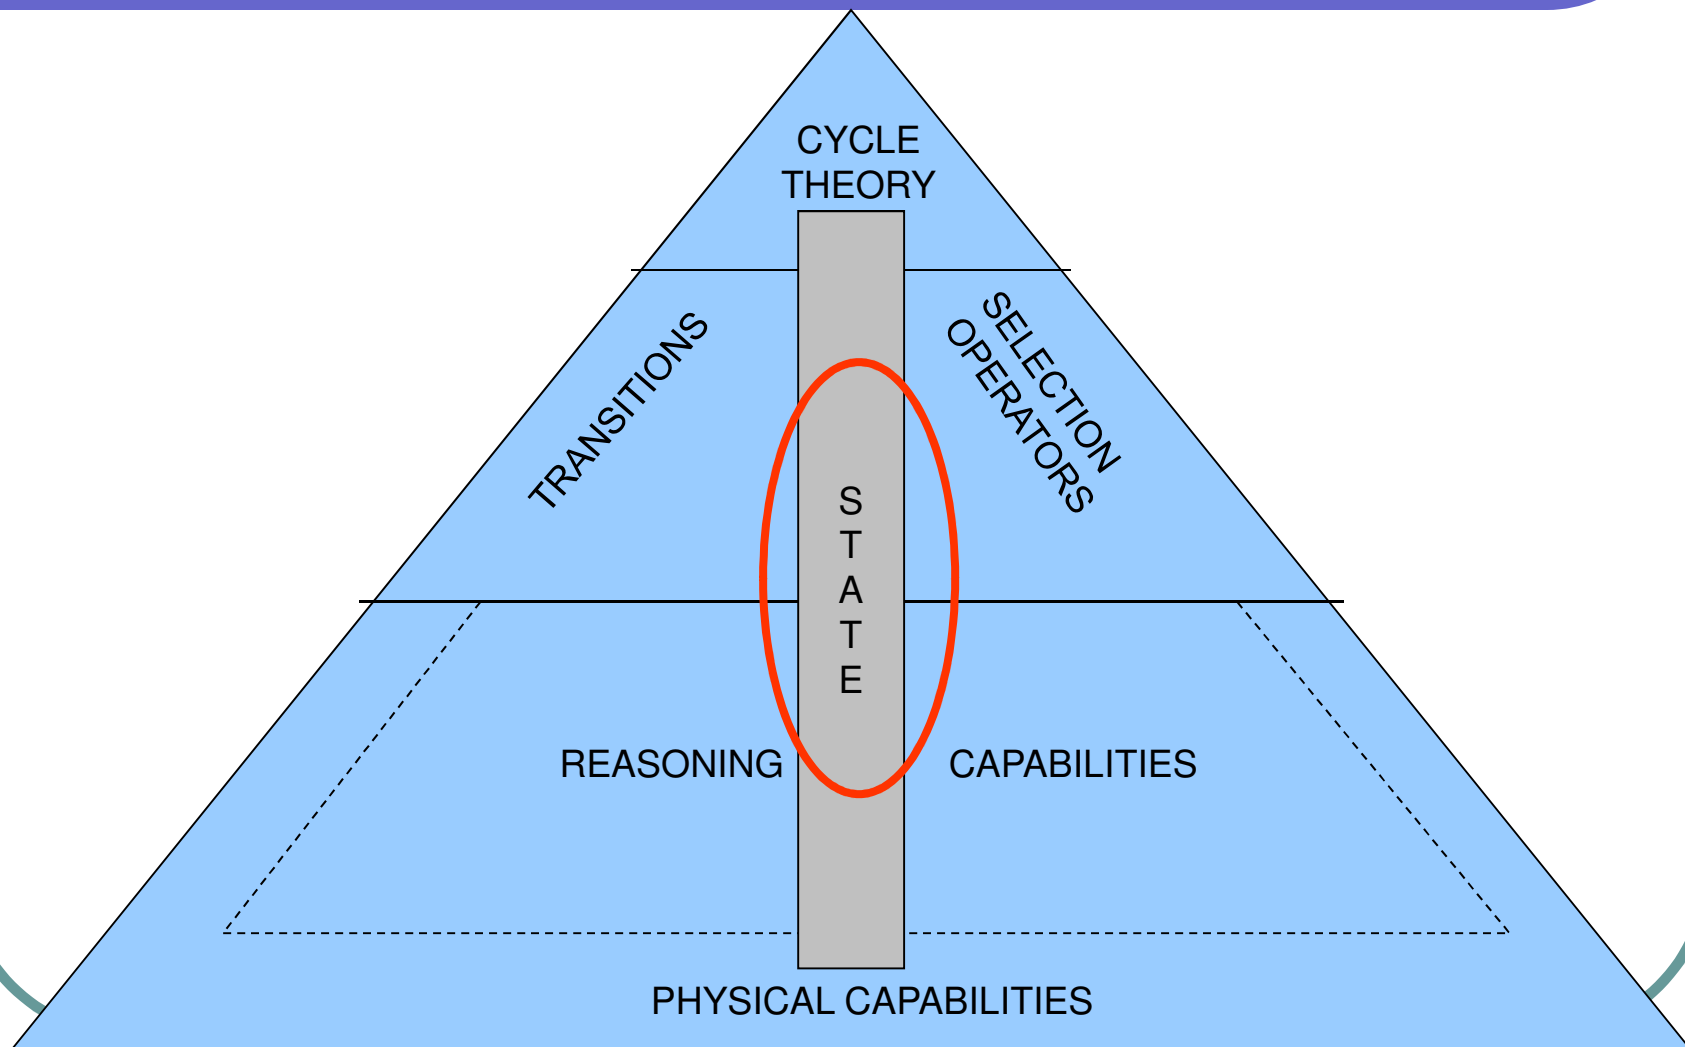 CYCLE
THEORY
TRANSITIONS
SELECTION
OPERATORS
S
T
A
T
E
REASONING
CAPABILITIES
PHYSICAL CAPABILITIES